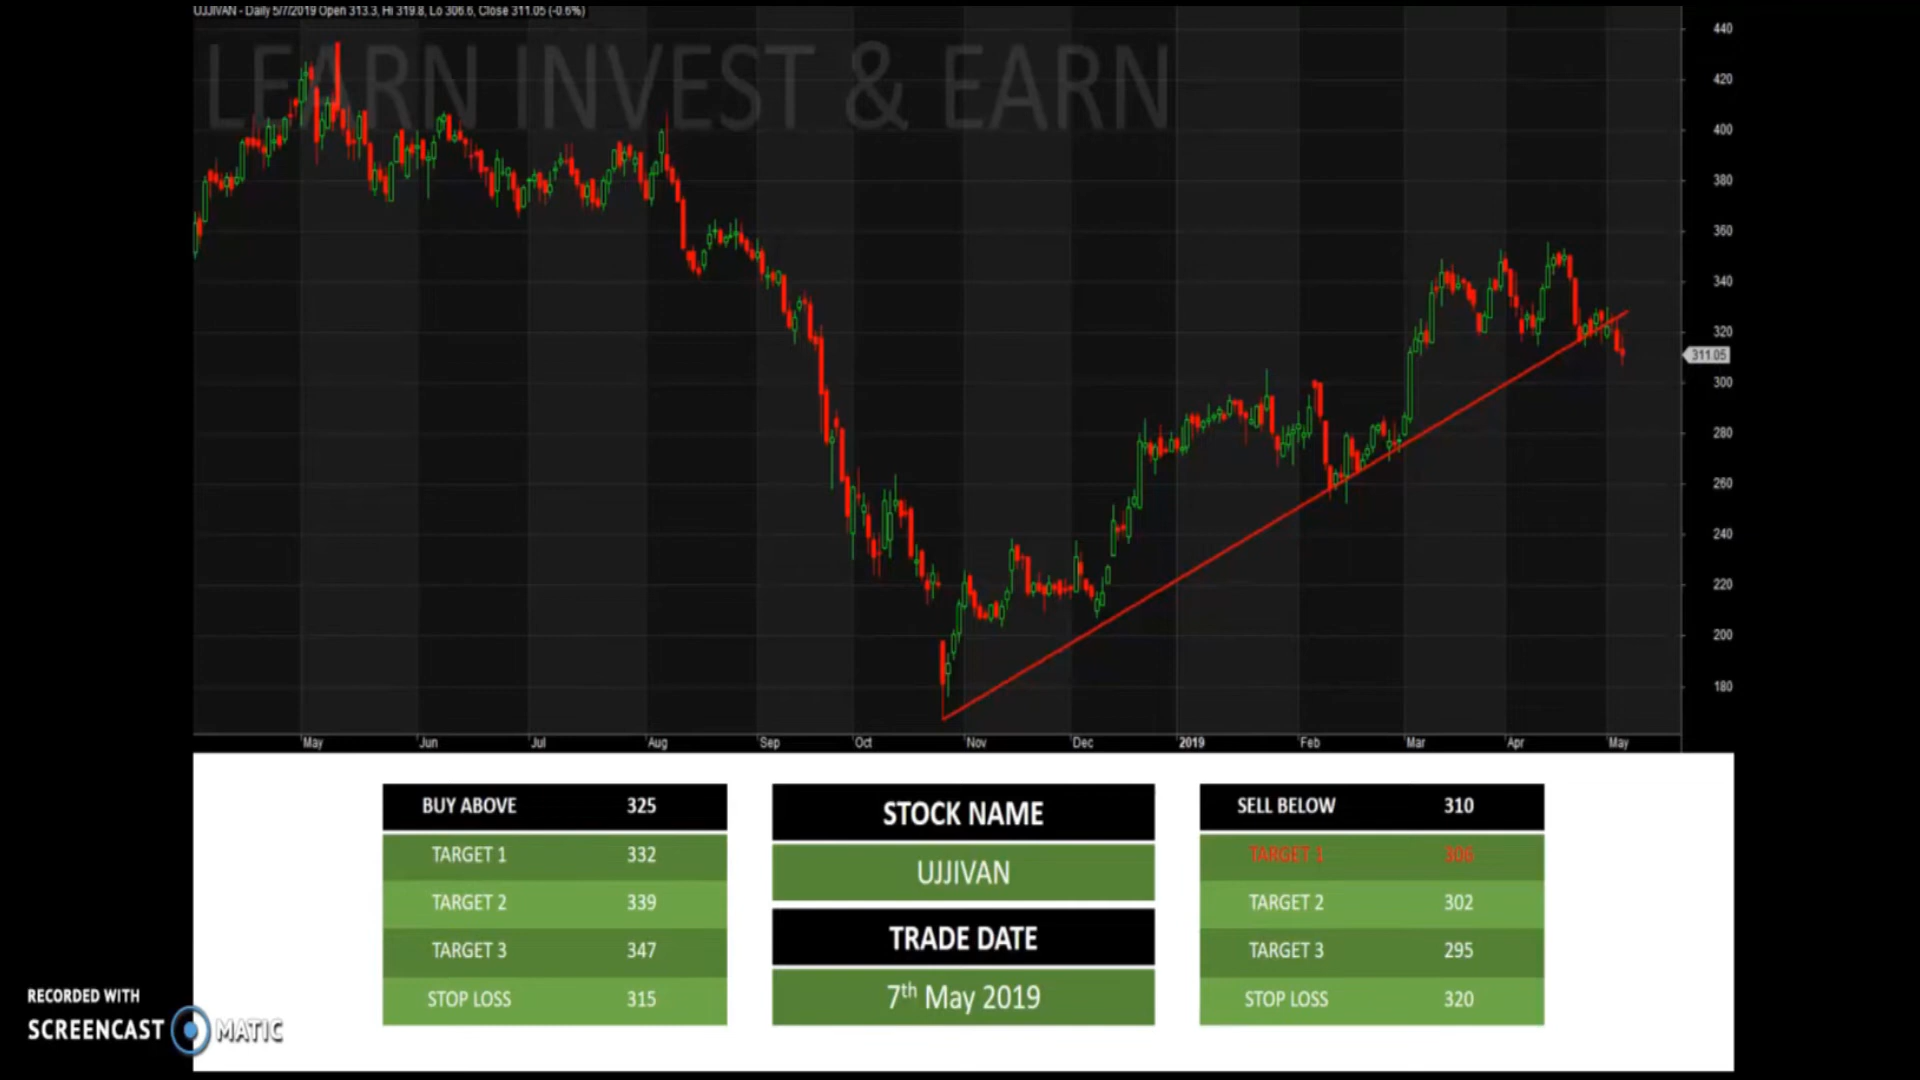 UJJIVAN - Daily 5/7/2019 Open 313.3, Hi 319.8, Lo 306.6, Close 311.05 (-0.6%)
LEARN INVEST & EARN
440
420
400
380
360
340
320
311.05
300
280
260
240
220
200
180
May Jun Jul Aug Sep Oct Nov Dec 2019 Feb Mar Apr May
BUY ABOVE 325
TARGET 1 332
TARGET 2 339
TARGET 3 347
STOP LOSS 315
STOCK NAME
UJJIVAN
TRADE DATE
7th May 2019
SELL BELOW 310
TARGET 1 306
TARGET 2 302
TARGET 3 295
STOP LOSS 320
RECORDED WITH
SCREENCAST MATIC